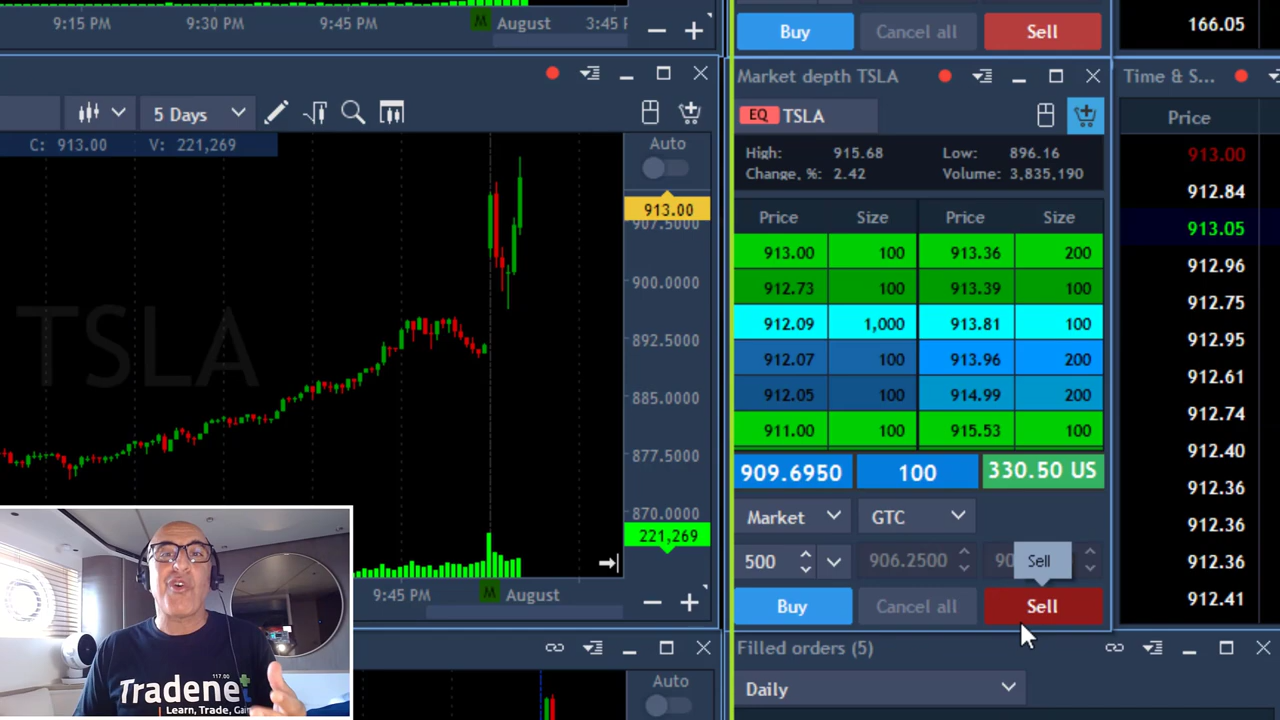 9:15 PM 9:30 PM 9:45 PM M August 3:45
Buy Cancel all Sell
166.05
5 Days
C: 913.00 V: 221,269
TSLA
Auto
913.00
907.5000
900.0000
892.5000
885.0000
877.5000
870.0000
221,269
9:45 PM M August
Auto
Market depth TSLA
EQ TSLA
High: 915.68 Low: 896.16
Change, %: 2.42 Volume: 3,835,190
Price Size Price Size
913.00 100 913.36 200
912.73 100 913.39 100
912.09 1,000 913.81 100
912.07 100 913.96 200
912.05 100 914.99 200
911.00 100 915.53 100
909.6950 100 330.50 US
Market GTC
500 906.2500 90
Sell
Buy Cancel all Sell
Filled orders (5)
Daily
Time & S...
Price
913.00
912.84
913.05
912.96
912.75
912.95
912.61
912.74
912.40
912.36
912.36
912.36
912.41
117.00
Tradenet
Learn, Trade, Gain